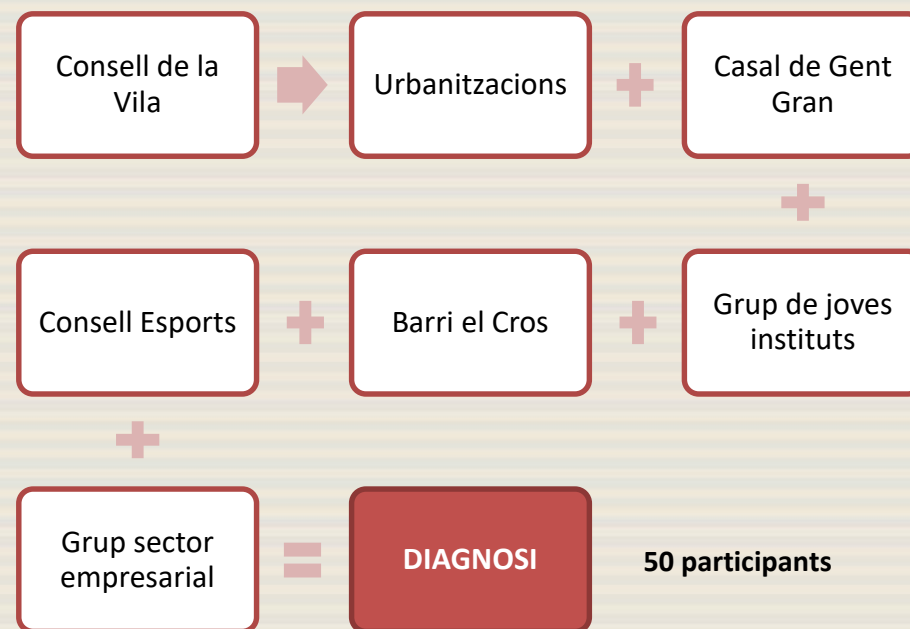 Consell de la
Vila
Urbanitzacions
Casal de Gent
Gran
Consell Esports
Barri el Cros
Grup de joves
instituts
Grup sector
empresarial
DIAGNOSI
50 participants